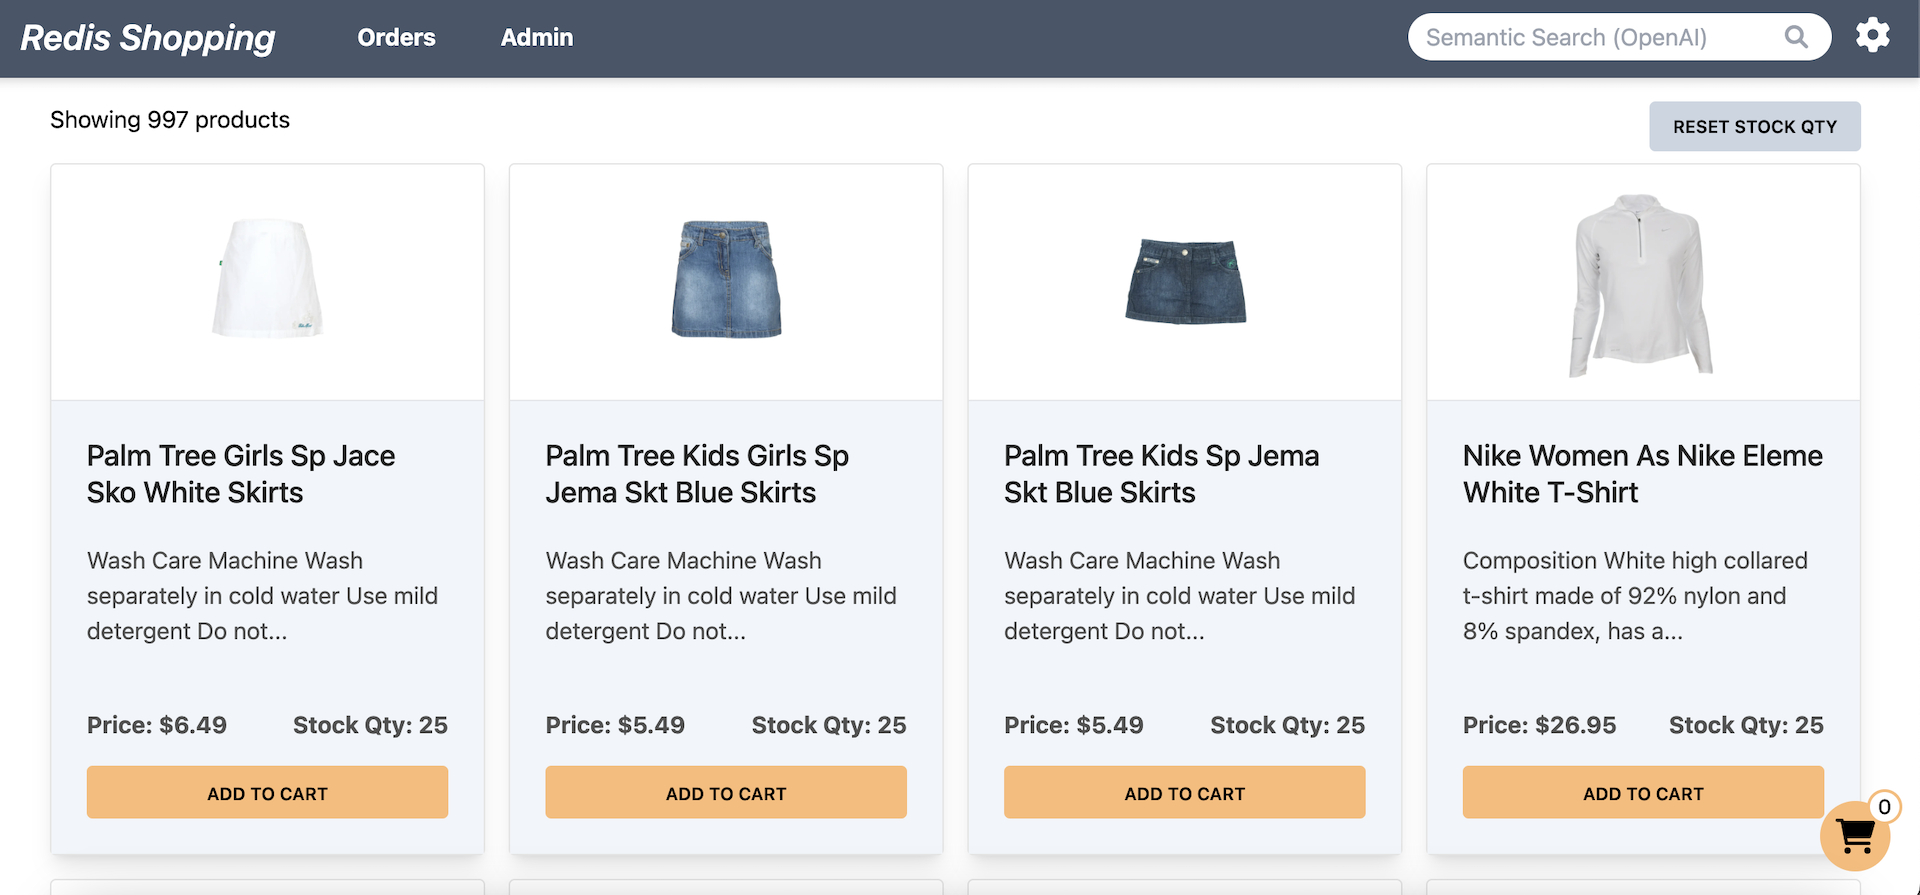 Redis Shopping
Orders
Admin
Semantic Search (OpenAI)
Showing 997 products
RESET STOCK QTY
Palm Tree Girls Sp Jace
Sko White Skirts
Wash Care Machine Wash
separately in cold water Use mild
detergent Do not...
Price: $6.49
Stock Qty: 25
ADD TO CART
Palm Tree Kids Girls Sp
Jema Skt Blue Skirts
Wash Care Machine Wash
separately in cold water Use mild
detergent Do not...
Price: $5.49
Stock Qty: 25
ADD TO CART
Palm Tree Kids Sp Jema
Skt Blue Skirts
Wash Care Machine Wash
separately in cold water Use mild
detergent Do not...
Price: $5.49
Stock Qty: 25
ADD TO CART
Nike Women As Nike Eleme
White T-Shirt
Composition White high collared
t-shirt made of 92% nylon and
8% spandex, has a...
Price: $26.95
Stock Qty: 25
ADD TO CART
0